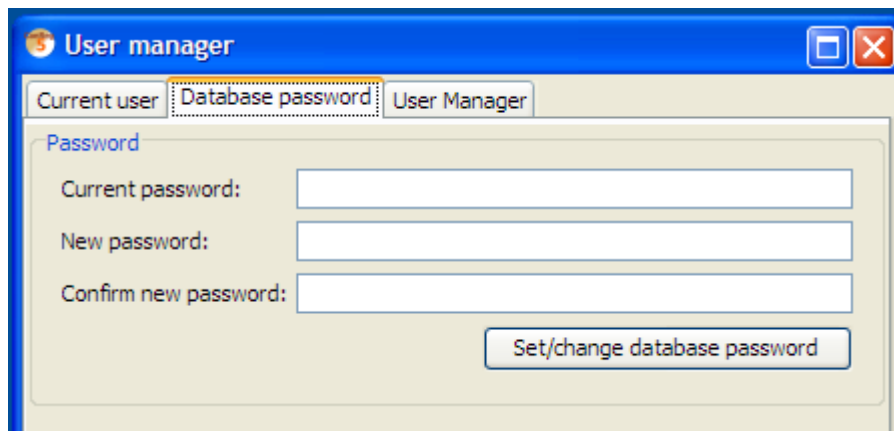 User manager
Current user Database password User Manager
Password
Current password:
New password:
Confirm new password:
Set/change database password